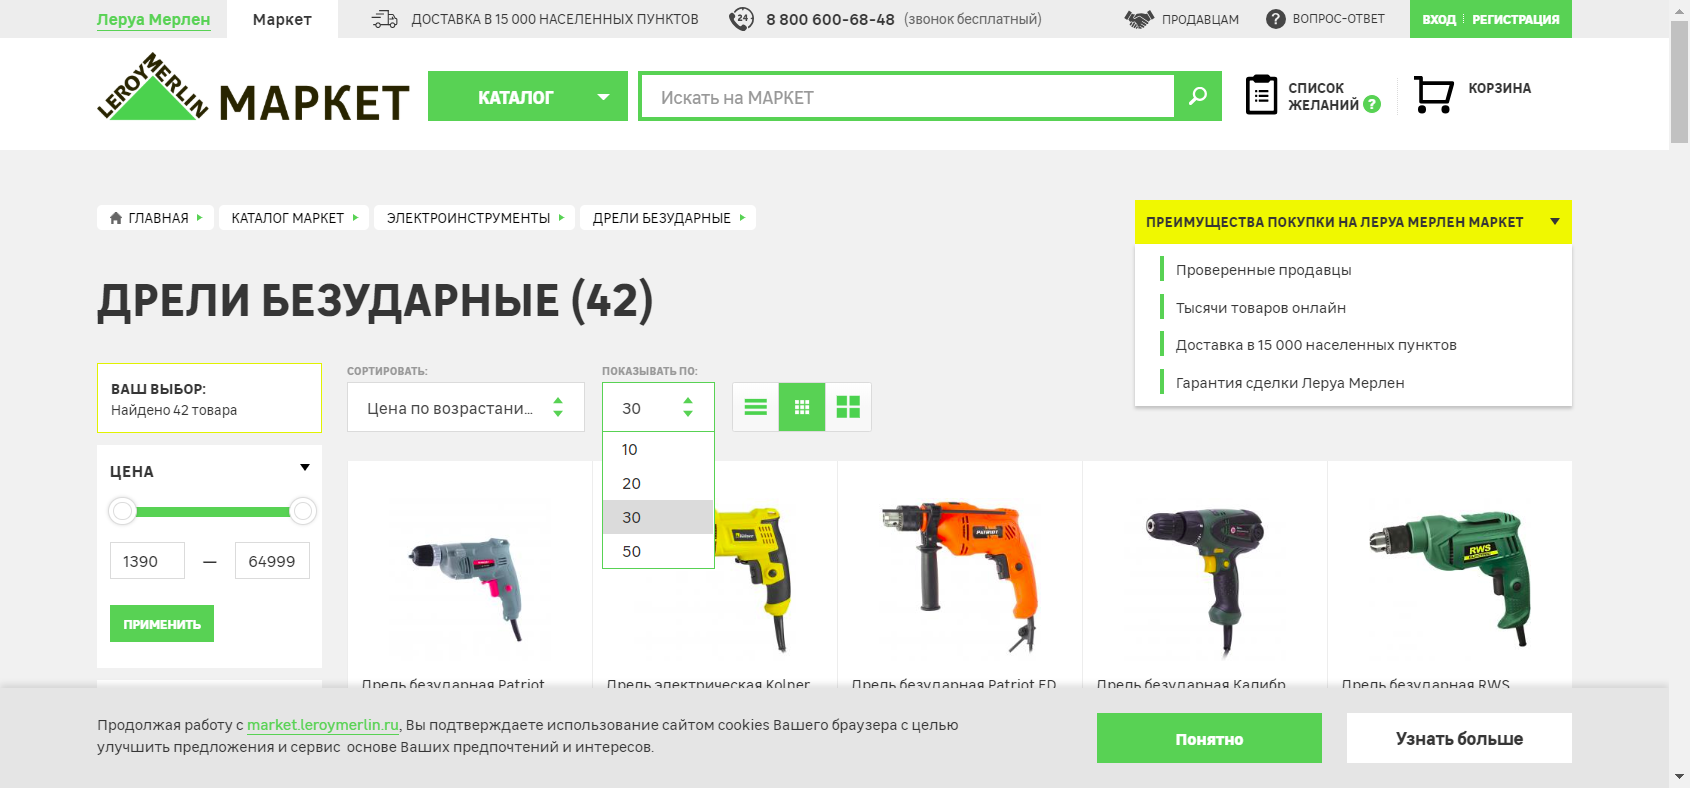 Леруа Мерлен
Маркет
ДОСТАВКА В 15 000 НАСЕЛЕННЫХ ПУНКТОВ
24
8 800 600-68-48 (звонок бесплатный)
ПРОДАВЦАМ
? ВОПРОС-ОТВЕТ
ВХОД
РЕГИСТРАЦИЯ
LEROY MERLIN МАРКЕТ
КАТАЛОГ
Искать на МАРКЕТ
СПИСОК
ЖЕЛАНИЙ ?
КОРЗИНА
ГЛАВНАЯ
КАТАЛОГ МАРКЕТ
ЭЛЕКТРОИНСТРУМЕНТЫ
ДРЕЛИ БЕЗУДАРНЫЕ
ПРЕИМУЩЕСТВА ПОКУПКИ НА ЛЕРУА МЕРЛЕН МАРКЕТ
Проверенные продавцы
Тысячи товаров онлайн
Доставка в 15 000 населенных пунктов
Гарантия сделки Леруа Мерлен
ДРЕЛИ БЕЗУДАРНЫЕ (42)
ВАШ ВЫБОР:
Найдено 42 товара
СОРТИРОВАТЬ:
Цена по возрастани...
ПОКАЗЫВАТЬ ПО:
30
10
20
30
50
ЦЕНА
1390 — 64999
ПРИМЕНИТЬ
PATRIOT
RWS
Дрель безударная Patriot
Дрель электрическая Kolner
Дрель безударная Patriot FD
Дрель безударная Калибр
Дрель безударная RWS
Продолжая работу с market.leroymerlin.ru, Вы подтверждаете использование сайтом cookies Вашего браузера с целью
улучшить предложения и сервис основе Ваших предпочтений и интересов.
Понятно
Узнать больше